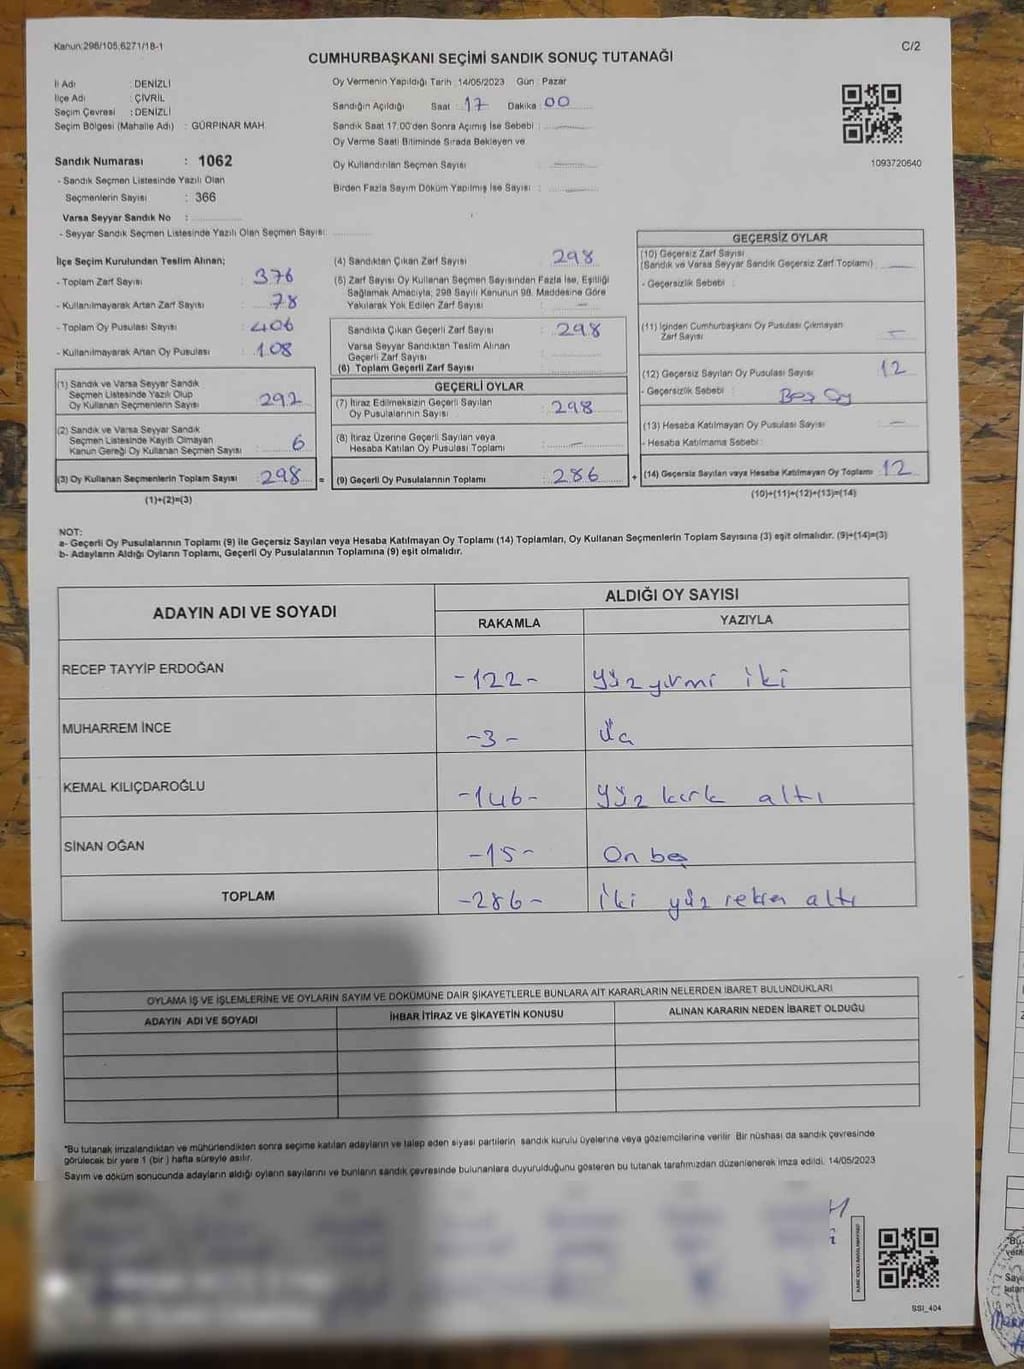 Kanun:298/105,6271/18-1
C/2
CUMHURBAŞKANI SEÇİMİ SANDIK SONUÇ TUTANAĞI
İl Adı : DENİZLİ
İlçe Adı : ÇİVRİL
Seçim Çevresi : DENİZLİ
Seçim Bölgesi (Mahalle Adı) : GÜRPINAR MAH.
Sandık Numarası : 1062
- Sandık Seçmen Listesinde Yazılı Olan
Seçmenlerin Sayısı : 366
Varsa Seyyar Sandık No :
- Seyyar Sandık Seçmen Listesinde Yazılı Olan Seçmen Sayısı:
Oy Vermenin Yapıldığı Tarih : 14/05/2023 Gün : Pazar
Sandığın Açıldığı Saat : 17 Dakika : 00
Sandık Saat 17.00'den Sonra Açılmış İse Sebebi :
Oy Verme Saati Bitiminde Sırada Bekleyen ve
Oy Kullandırılan Seçmen Sayısı
Birden Fazla Sayım Döküm Yapılmış İse Sayısı :
1093720640
İlçe Seçim Kurulundan Teslim Alınan;
- Toplam Zarf Sayısı : 376
- Kullanılmayarak Artan Zarf Sayısı : 78
- Toplam Oy Pusulası Sayısı : 406
- Kullanılmayarak Artan Oy Pusulası : 108
(1) Sandık ve Varsa Seyyar Sandık
Seçmen Listesinde Yazılı Olup
Oy Kullanan Seçmenlerin Sayısı 292
(2) Sandık ve Varsa Seyyar Sandık
Seçmen Listesinde Kayıtlı Olmayan
Kanun Gereği Oy Kullanan Seçmen Sayısı 6
(3) Oy Kullanan Seçmenlerin Toplam Sayısı 298 =
(1)+(2)=(3)
(4) Sandıktan Çıkan Zarf Sayısı : 298
(5) Zarf Sayısı Oy Kullanan Seçmen Sayısından Fazla İse, Eşitliği
Sağlamak Amacıyla; 298 Sayılı Kanunun 98. Maddesine Göre
Yakılarak Yok Edilen Zarf Sayısı : -
Sandıkta Çıkan Geçerli Zarf Sayısı : 298
Varsa Seyyar Sandıktan Teslim Alınan
Geçerli Zarf Sayısı
(6) Toplam Geçerli Zarf Sayısı
GEÇERLİ OYLAR
(7) İtiraz Edilmeksizin Geçerli Sayılan
Oy Pusulalarının Sayısı : 298
(8) İtiraz Üzerine Geçerli Sayılan veya
Hesaba Katılan Oy Pusulası Toplamı : -
(9) Geçerli Oy Pusulalarının Toplamı : 286 +
GEÇERSİZ OYLAR
(10) Geçersiz Zarf Sayısı
(Sandık ve Varsa Seyyar Sandık Geçersiz Zarf Toplamı) :
- Geçersizlik Sebebi :
(11) İçinden Cumhurbaşkanı Oy Pusulası Çıkmayan
Zarf Sayısı : -
(12) Geçersiz Sayılan Oy Pusulası Sayısı : 12
- Geçersizlik Sebebi : Boş Oy
(13) Hesaba Katılmayan Oy Pusulası Sayısı : -
- Hesaba Katılmama Sebebi :
(14) Geçersiz Sayılan veya Hesaba Katılmayan Oy Toplamı : 12
(10)+(11)+(12)+(13)=(14)
NOT:
a- Geçerli Oy Pusulalarının Toplamı (9) ile Geçersiz Sayılan veya Hesaba Katılmayan Oy Toplamı (14) Toplamları, Oy Kullanan Seçmenlerin Toplam Sayısına (3) eşit olmalıdır. (9)+(14)=(3)
b- Adayların Aldığı Oyların Toplamı, Geçerli Oy Pusulalarının Toplamına (9) eşit olmalıdır.
ADAYIN ADI VE SOYADI
ALDIĞI OY SAYISI
RAKAMLA YAZIYLA
RECEP TAYYİP ERDOĞAN -122- yüz yirmi iki
MUHARREM İNCE -3- Üç
KEMAL KILIÇDAROĞLU -146- yüz kırk altı
SİNAN OĞAN -15- On beş
TOPLAM -286- iki yüz seksen altı
OYLAMA İŞ VE İŞLEMLERİNE VE OYLARIN SAYIM VE DÖKÜMÜNE DAİR ŞİKAYETLERLE BUNLARA AİT KARARLARIN NELERDEN İBARET BULUNDUKLARI
ADAYIN ADI VE SOYADI İHBAR İTİRAZ VE ŞİKAYETİN KONUSU ALINAN KARARIN NEDEN İBARET OLDUĞU
*Bu tutanak imzalandıktan ve mühürlendikten sonra seçime katılan adayların ve talep eden siyasi partilerin sandık kurulu üyelerine veya gözlemcilerine verilir. Bir nüshası da sandık çevresinde
görülecek bir yere 1 (bir ) hafta süreyle asılır.
Sayım ve döküm sonucunda adayların aldığı oyların sayılarını ve bunların sandık çevresinde bulunanlara duyurulduğunu gösteren bu tutanak tarafımızdan düzenlenerek imza edildi. 14/05/2023
SSİ_404